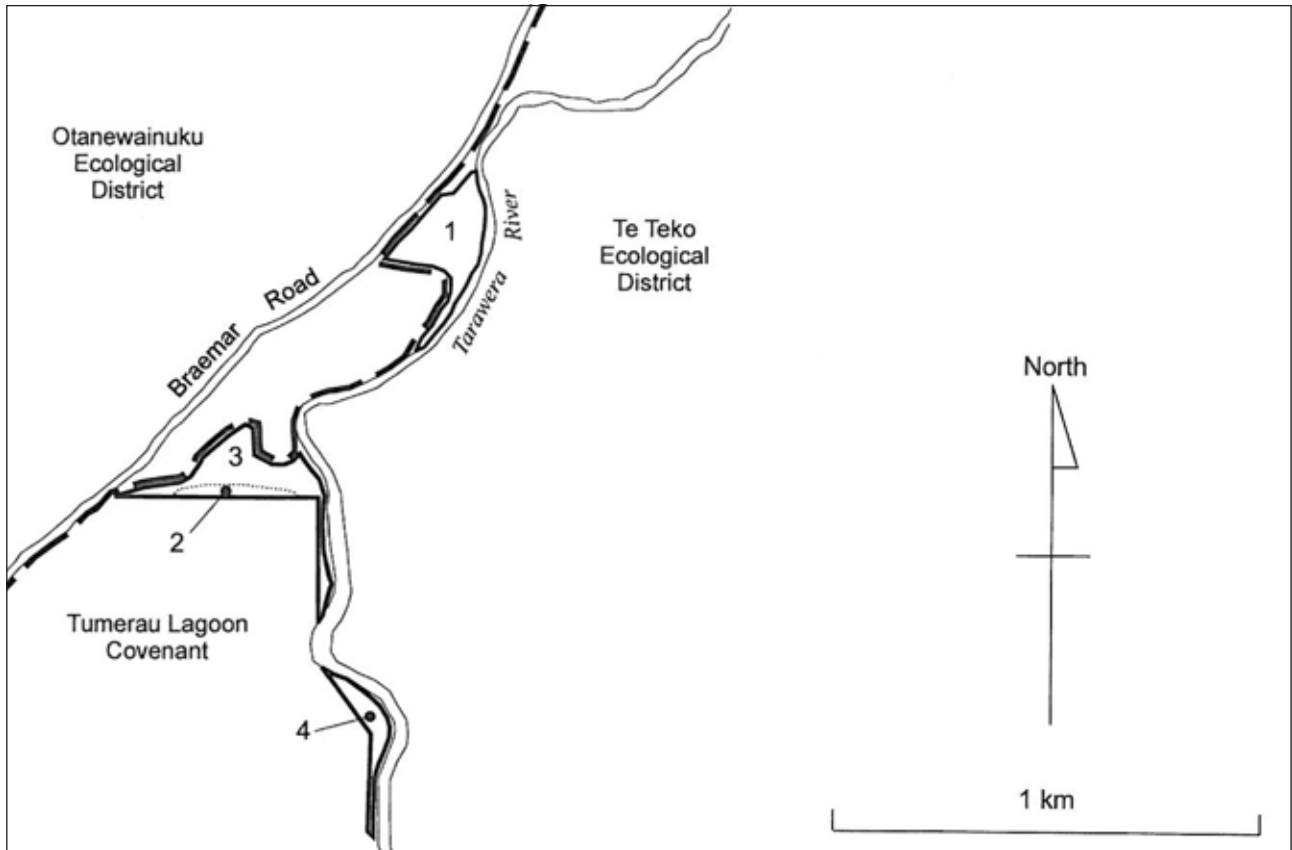 Otanewainuku
Ecological
District
1
Tarawera River
Te Teko
Ecological
District
Braemar Road
North
3
2
Tumerau Lagoon
Covenant
4
1 km